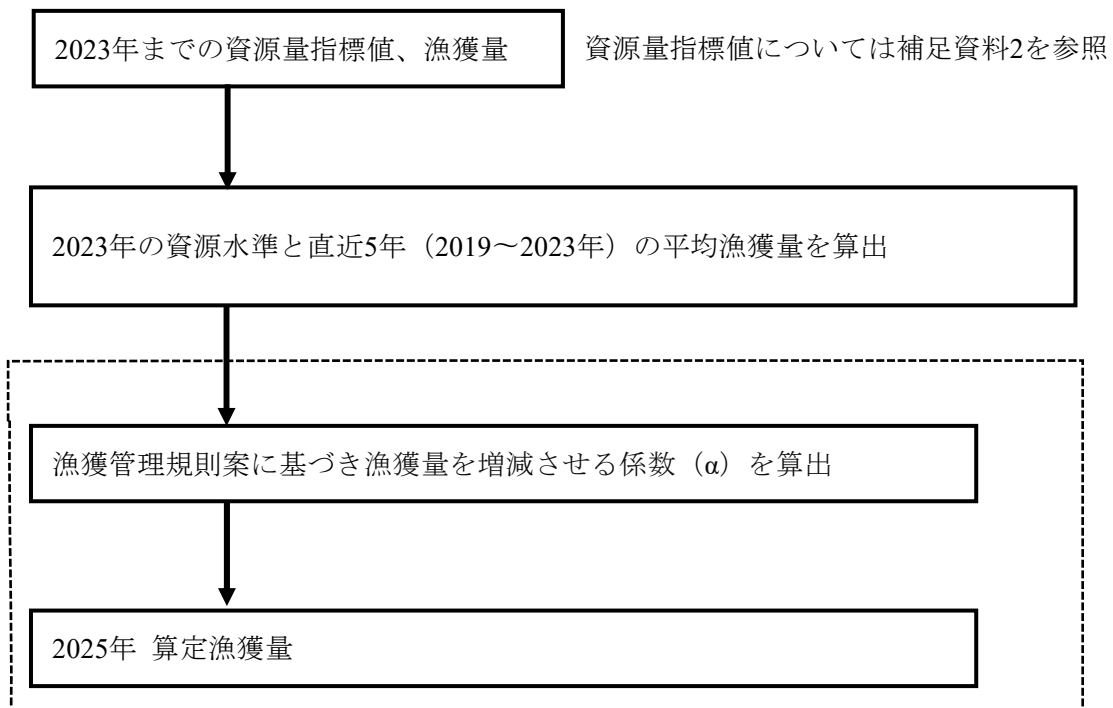 2023年までの資源量指標値、漁獲量
資源量指標値については補足資料2を参照
2023年の資源水準と直近5年（2019～2023年）の平均漁獲量を算出
漁獲管理規則案に基づき漁獲量を増減させる係数（α）を算出
2025年 算定漁獲量